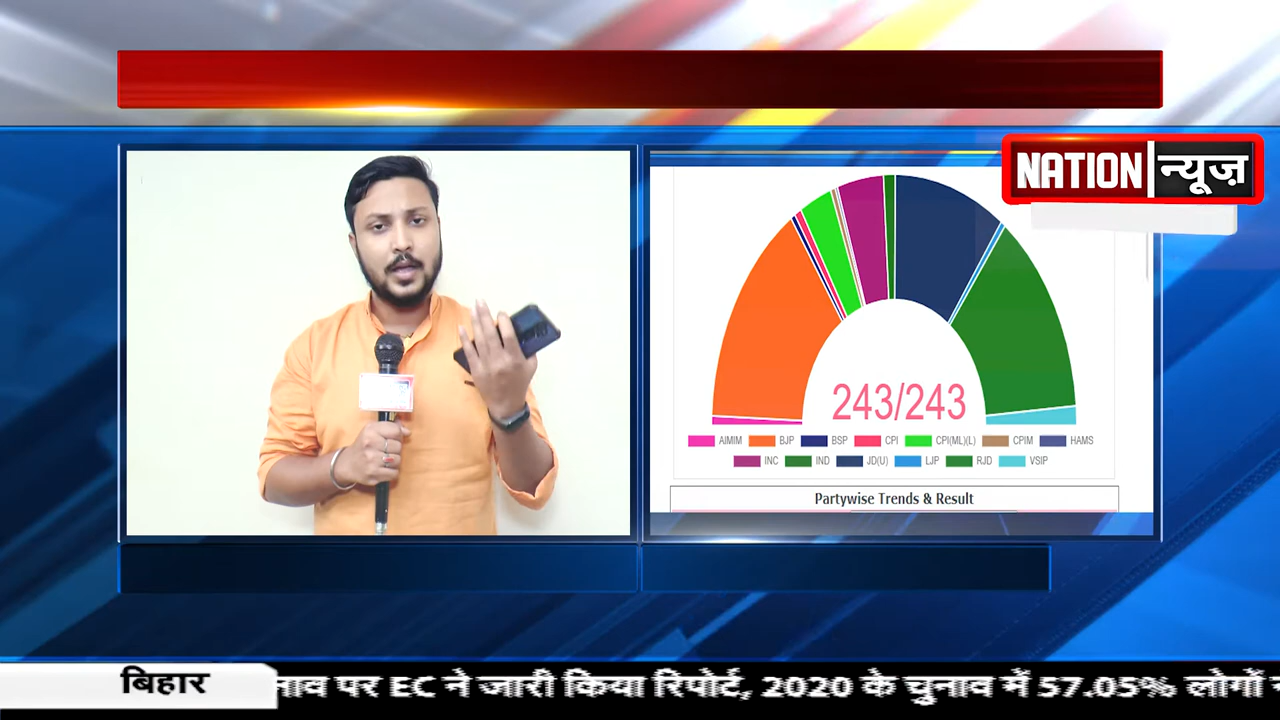 NATION न्यूज़
243/243
AIMIM BJP BSP CPI CPI(ML)(L) CPIM HAMS
INC IND JD(U) LJP RJD VSIP
Partywise Trends & Result
बिहार
नाव पर EC ने जारी किया रिपोर्ट, 2020 के चुनाव में 57.05% लोगों